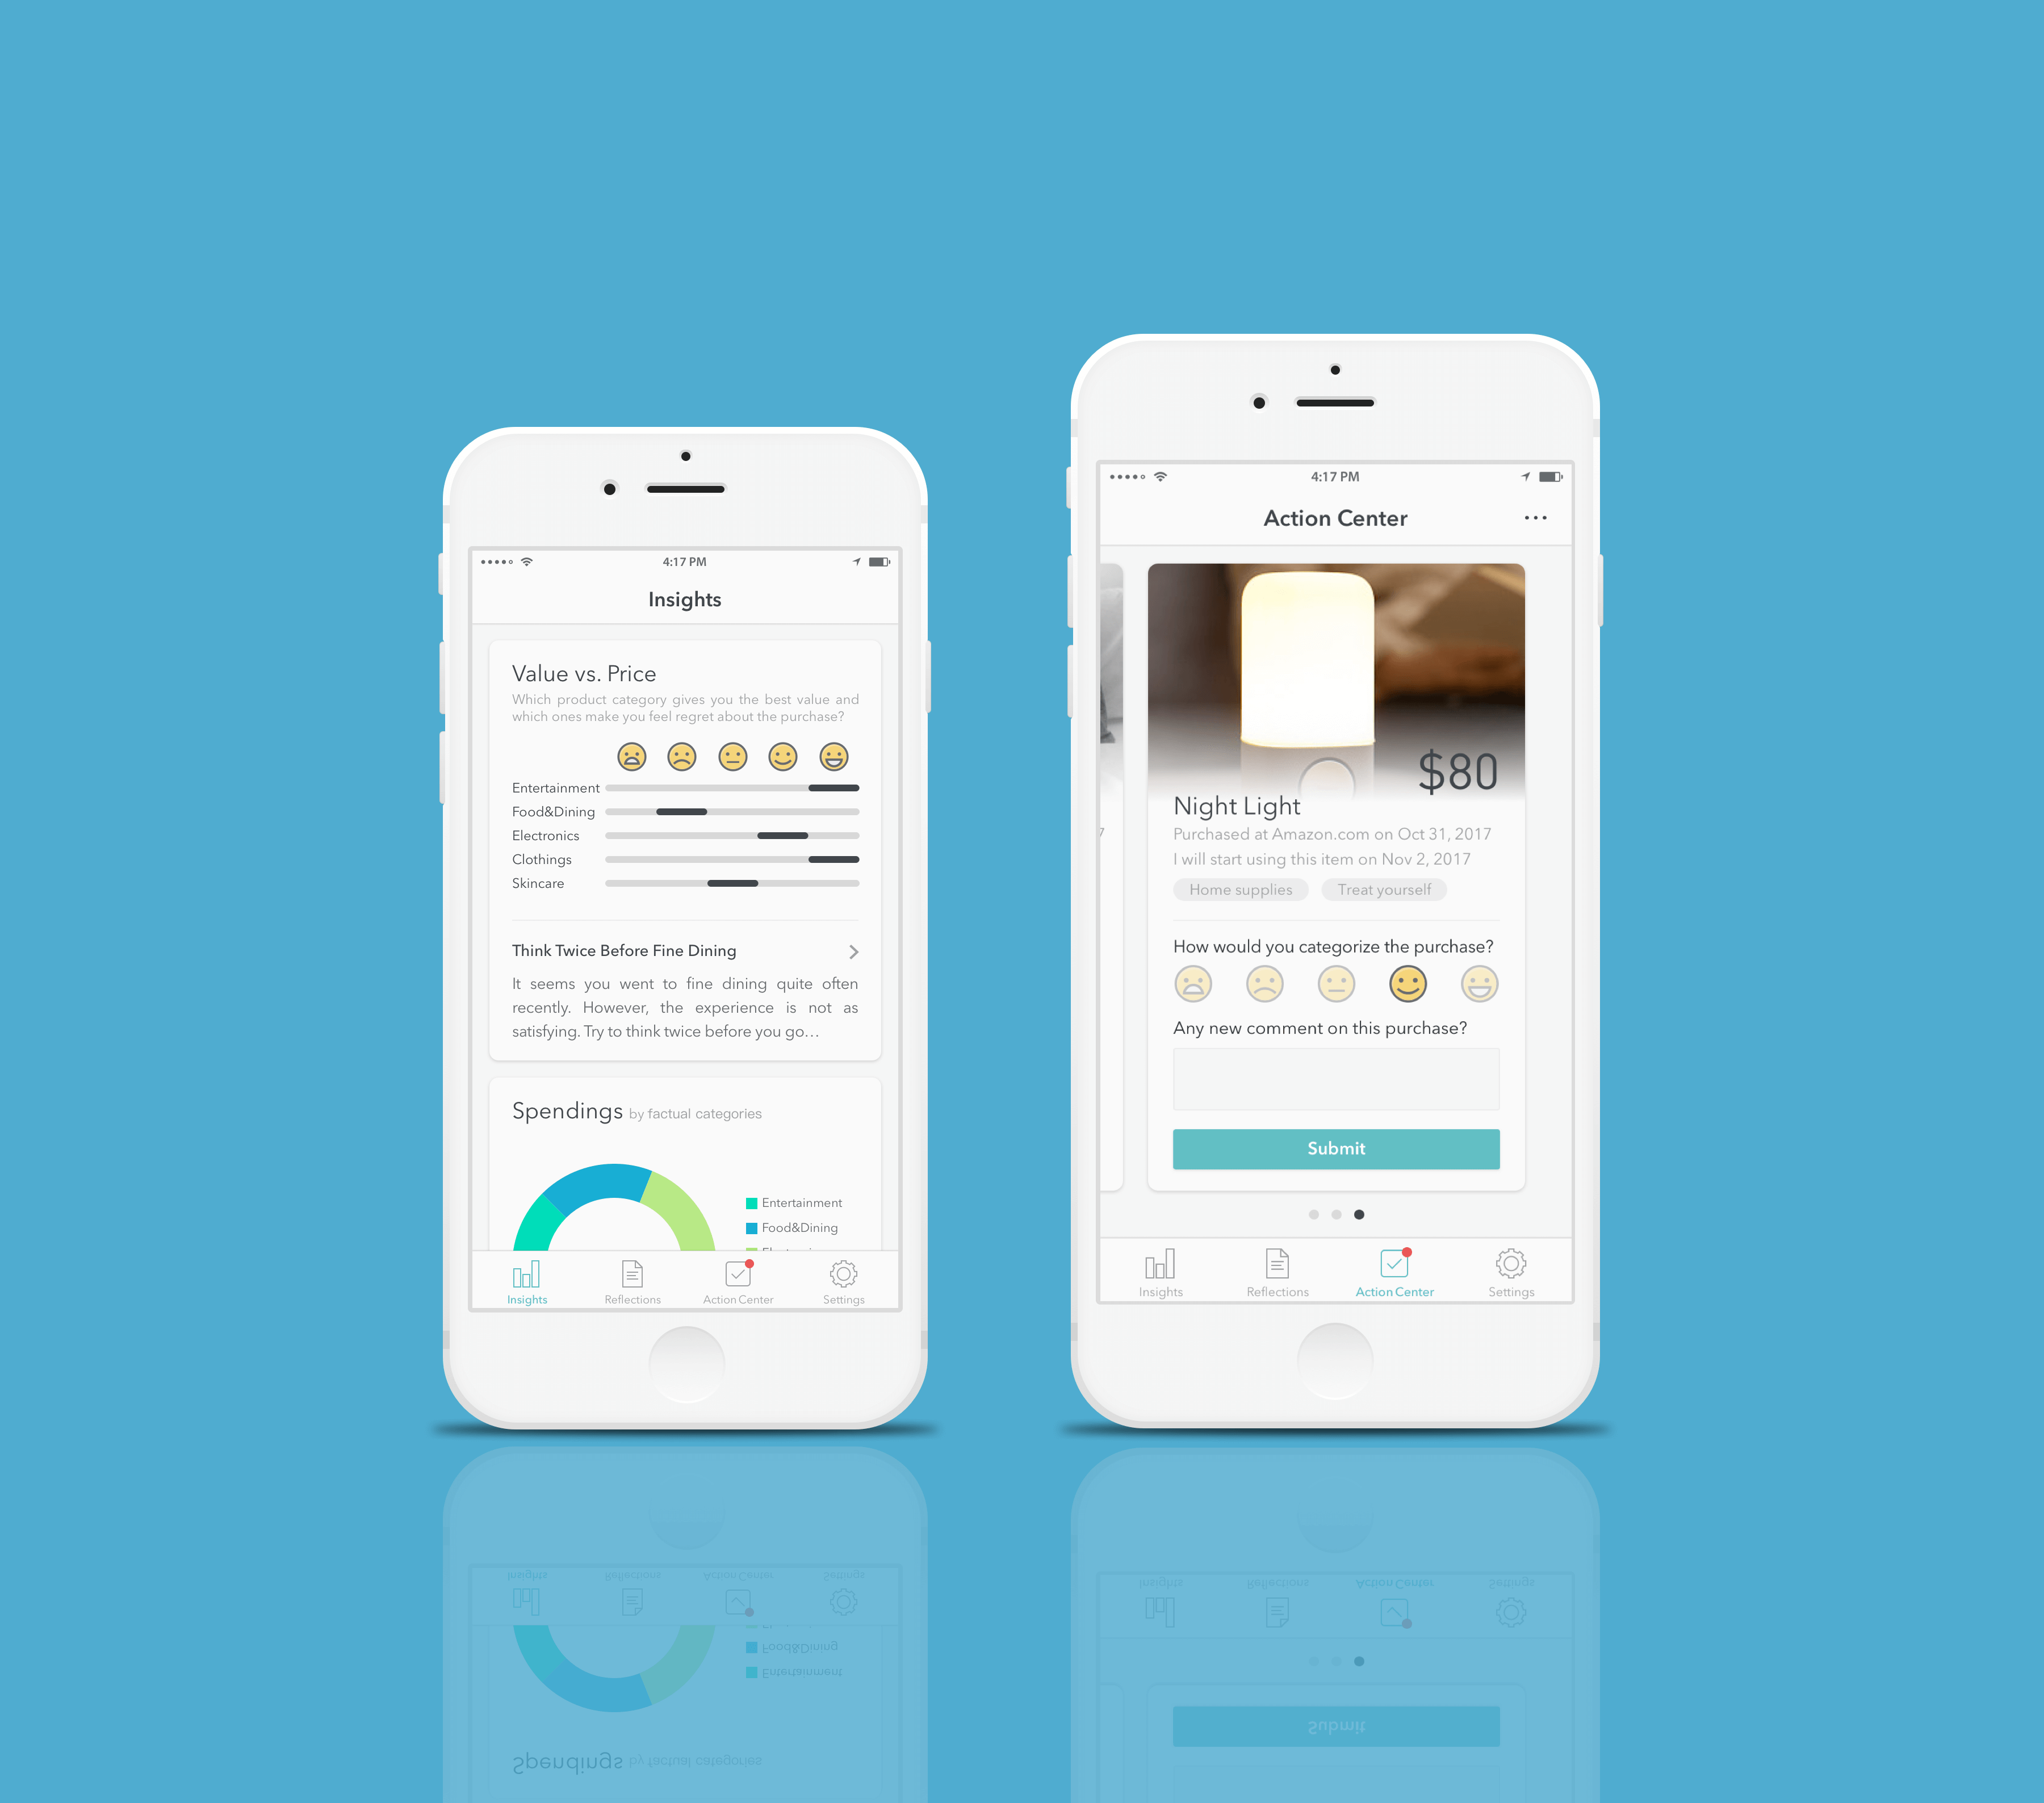 4:17 PM
Insights
Value vs. Price
Which product category gives you the best value and
which ones make you feel regret about the purchase?
Entertainment
Food&Dining
Electronics
Clothings
Skincare
Think Twice Before Fine Dining
It seems you went to fine dining quite often
recently. However, the experience is not as
satisfying. Try to think twice before you go...
Spendings by factual categories
Entertainment
Food&Dining
Insights Reflections Action Center Settings
4:17 PM
Action Center
7
$80
Night Light
Purchased at Amazon.com on Oct 31, 2017
I will start using this item on Nov 2, 2017
Home supplies Treat yourself
How would you categorize the purchase?
Any new comment on this purchase?
Submit
Insights Reflections Action Center Settings